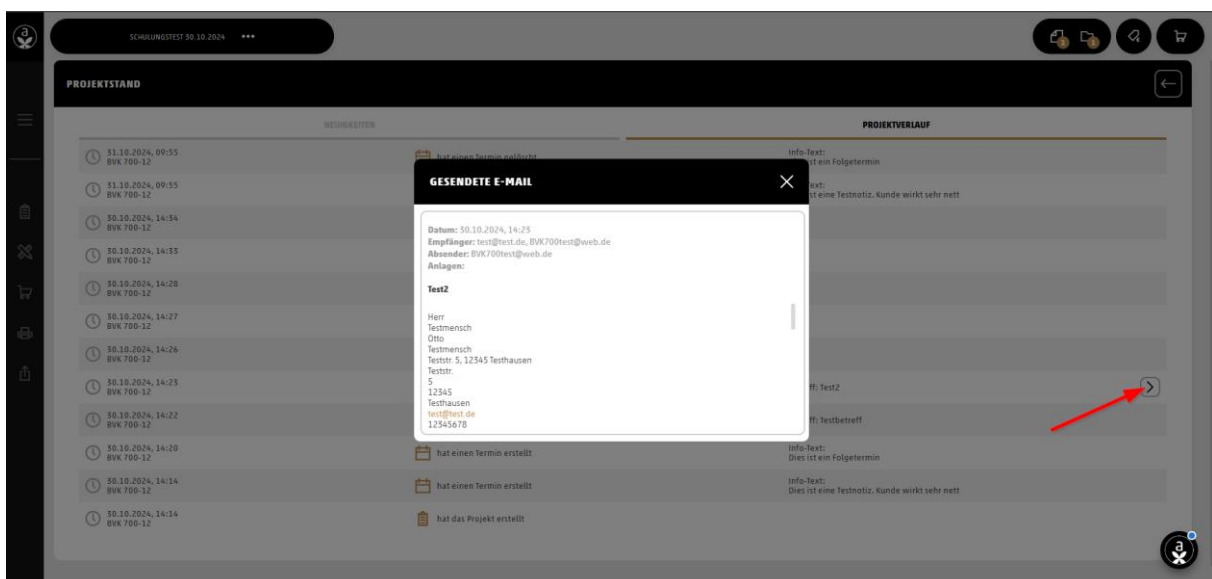 SCHULUNGSTEST 30.10.2024 •••
1
1
PROJEKTSTAND
NEUIGKEITEN
PROJEKTVERLAUF
31.10.2024, 09:55
BVK 700-12
hat einen Termin gelöscht
Info-Text:
ist ein Folgetermin
31.10.2024, 09:55
BVK 700-12
ext:
st eine Testnotiz. Kunde wirkt sehr nett
30.10.2024, 14:34
BVK 700-12
30.10.2024, 14:33
BVK 700-12
30.10.2024, 14:28
BVK 700-12
30.10.2024, 14:27
BVK 700-12
30.10.2024, 14:26
BVK 700-12
30.10.2024, 14:23
BVK 700-12
ff: Test2
30.10.2024, 14:22
BVK 700-12
ff: Testbetreff
30.10.2024, 14:20
BVK 700-12
hat einen Termin erstellt
Info-Text:
Dies ist ein Folgetermin
30.10.2024, 14:14
BVK 700-12
hat einen Termin erstellt
Info-Text:
Dies ist eine Testnotiz. Kunde wirkt sehr nett
30.10.2024, 14:14
BVK 700-12
hat das Projekt erstellt
GESENDETE E-MAIL
Datum: 30.10.2024, 14:23
Empfänger: test@test.de, BVK700test@web.de
Absender: BVK700test@web.de
Anlagen:
Test2
Herr
Testmensch
Otto
Testmensch
Teststr. 5, 12345 Testhausen
Teststr.
5
12345
Testhausen
test@test.de
12345678
a
a